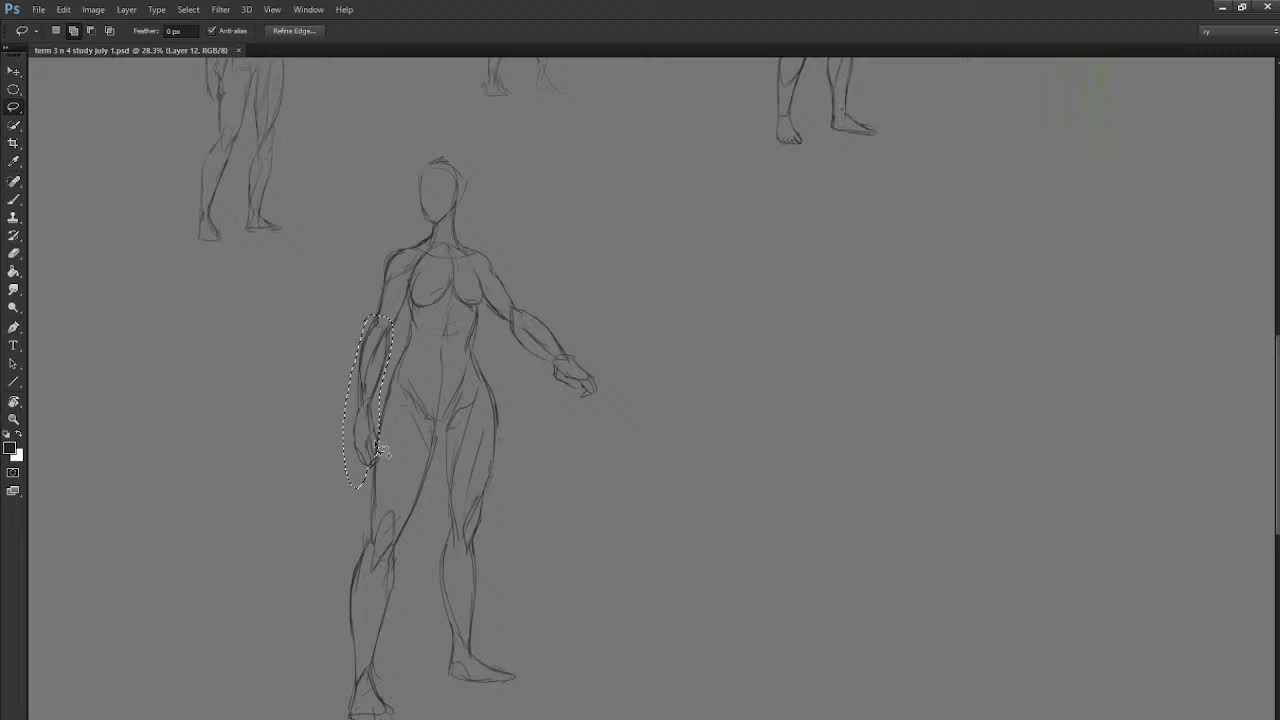 Ps File Edit Image Layer Type Select Filter 3D View Window Help
Feather: 0 px Anti-alias Refine Edge... ry
term 3 n 4 study july 1.psd @ 28.3% (Layer 12, RGB/8) ×
T